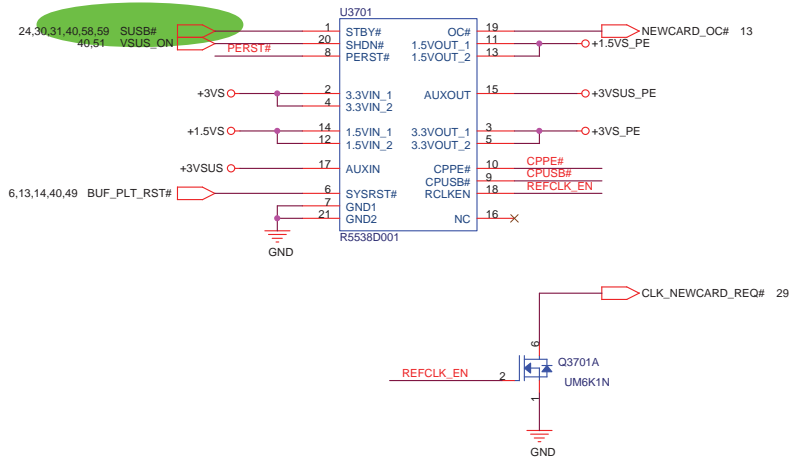 U3701
24,30,31,40,58,59 SUSB# 1 STBY# OC# 19 NEWCARD_OC# 13
40,51 VSUS_ON 20 SHDN# 1.5VOUT_1 11 +1.5VS_PE
PERST# 8 PERST# 1.5VOUT_2 13
+3VS 2 3.3VIN_1 AUXOUT 15 +3VSUS_PE
4 3.3VIN_2
+1.5VS 14 1.5VIN_1 3.3VOUT_1 3 +3VS_PE
12 1.5VIN_2 3.3VOUT_2 5
+3VSUS 17 AUXIN CPPE# 10 CPPE#
CPUSB# 9 CPUSB#
6,13,14,40,49 BUF_PLT_RST# 6 SYSRST# RCLKEN 18 REFCLK_EN
7 GND1
21 GND2 NC 16
R5538D001
GND
CLK_NEWCARD_REQ# 29
6
Q3701A
REFCLK_EN 2
UM6K1N
1
GND